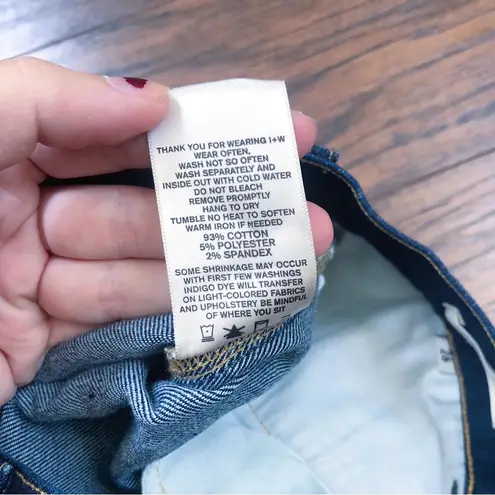 THANK YOU FOR WEARING I+W
WEAR OFTEN,
WASH NOT SO OFTEN
WASH SEPARATELY AND
INSIDE OUT WITH COLD WATER
DO NOT BLEACH
REMOVE PROMPTLY
HANG TO DRY
TUMBLE NO HEAT TO SOFTEN
WARM IRON IF NEEDED
93% COTTON
5% POLYESTER
2% SPANDEX
SOME SHRINKAGE MAY OCCUR
WITH FIRST FEW WASHINGS
INDIGO DYE WILL TRANSFER
ON LIGHT-COLORED FABRICS
AND UPHOLSTERY BE MINDFUL
OF WHERE YOU SIT